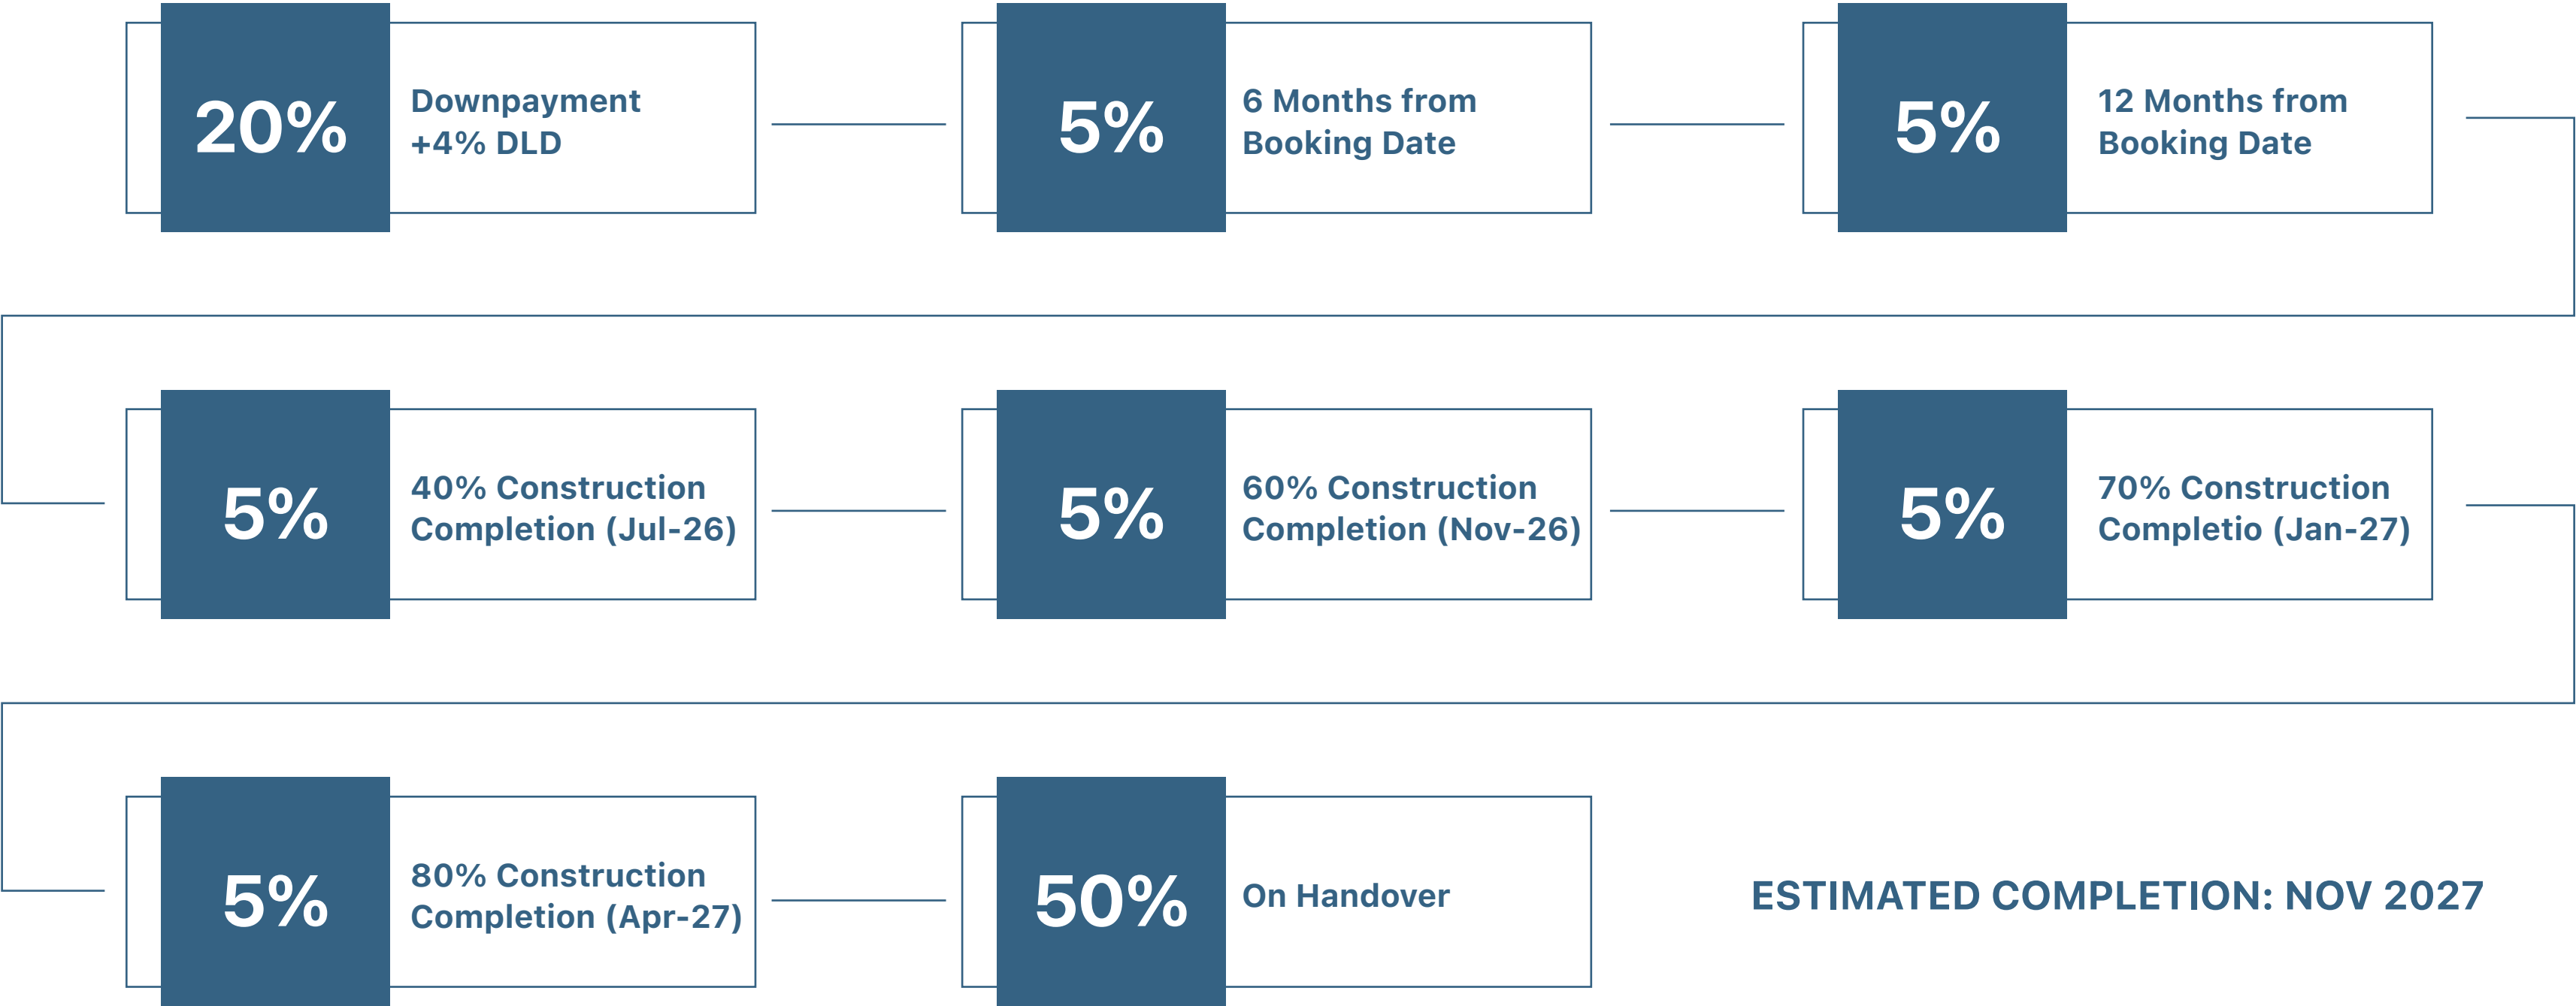 20%
Downpayment
+4% DLD
5%
6 Months from
Booking Date
5%
12 Months from
Booking Date
5%
40% Construction
Completion (Jul-26)
5%
60% Construction
Completion (Nov-26)
5%
70% Construction
Completio (Jan-27)
5%
80% Construction
Completion (Apr-27)
50%
On Handover
ESTIMATED COMPLETION: NOV 2027